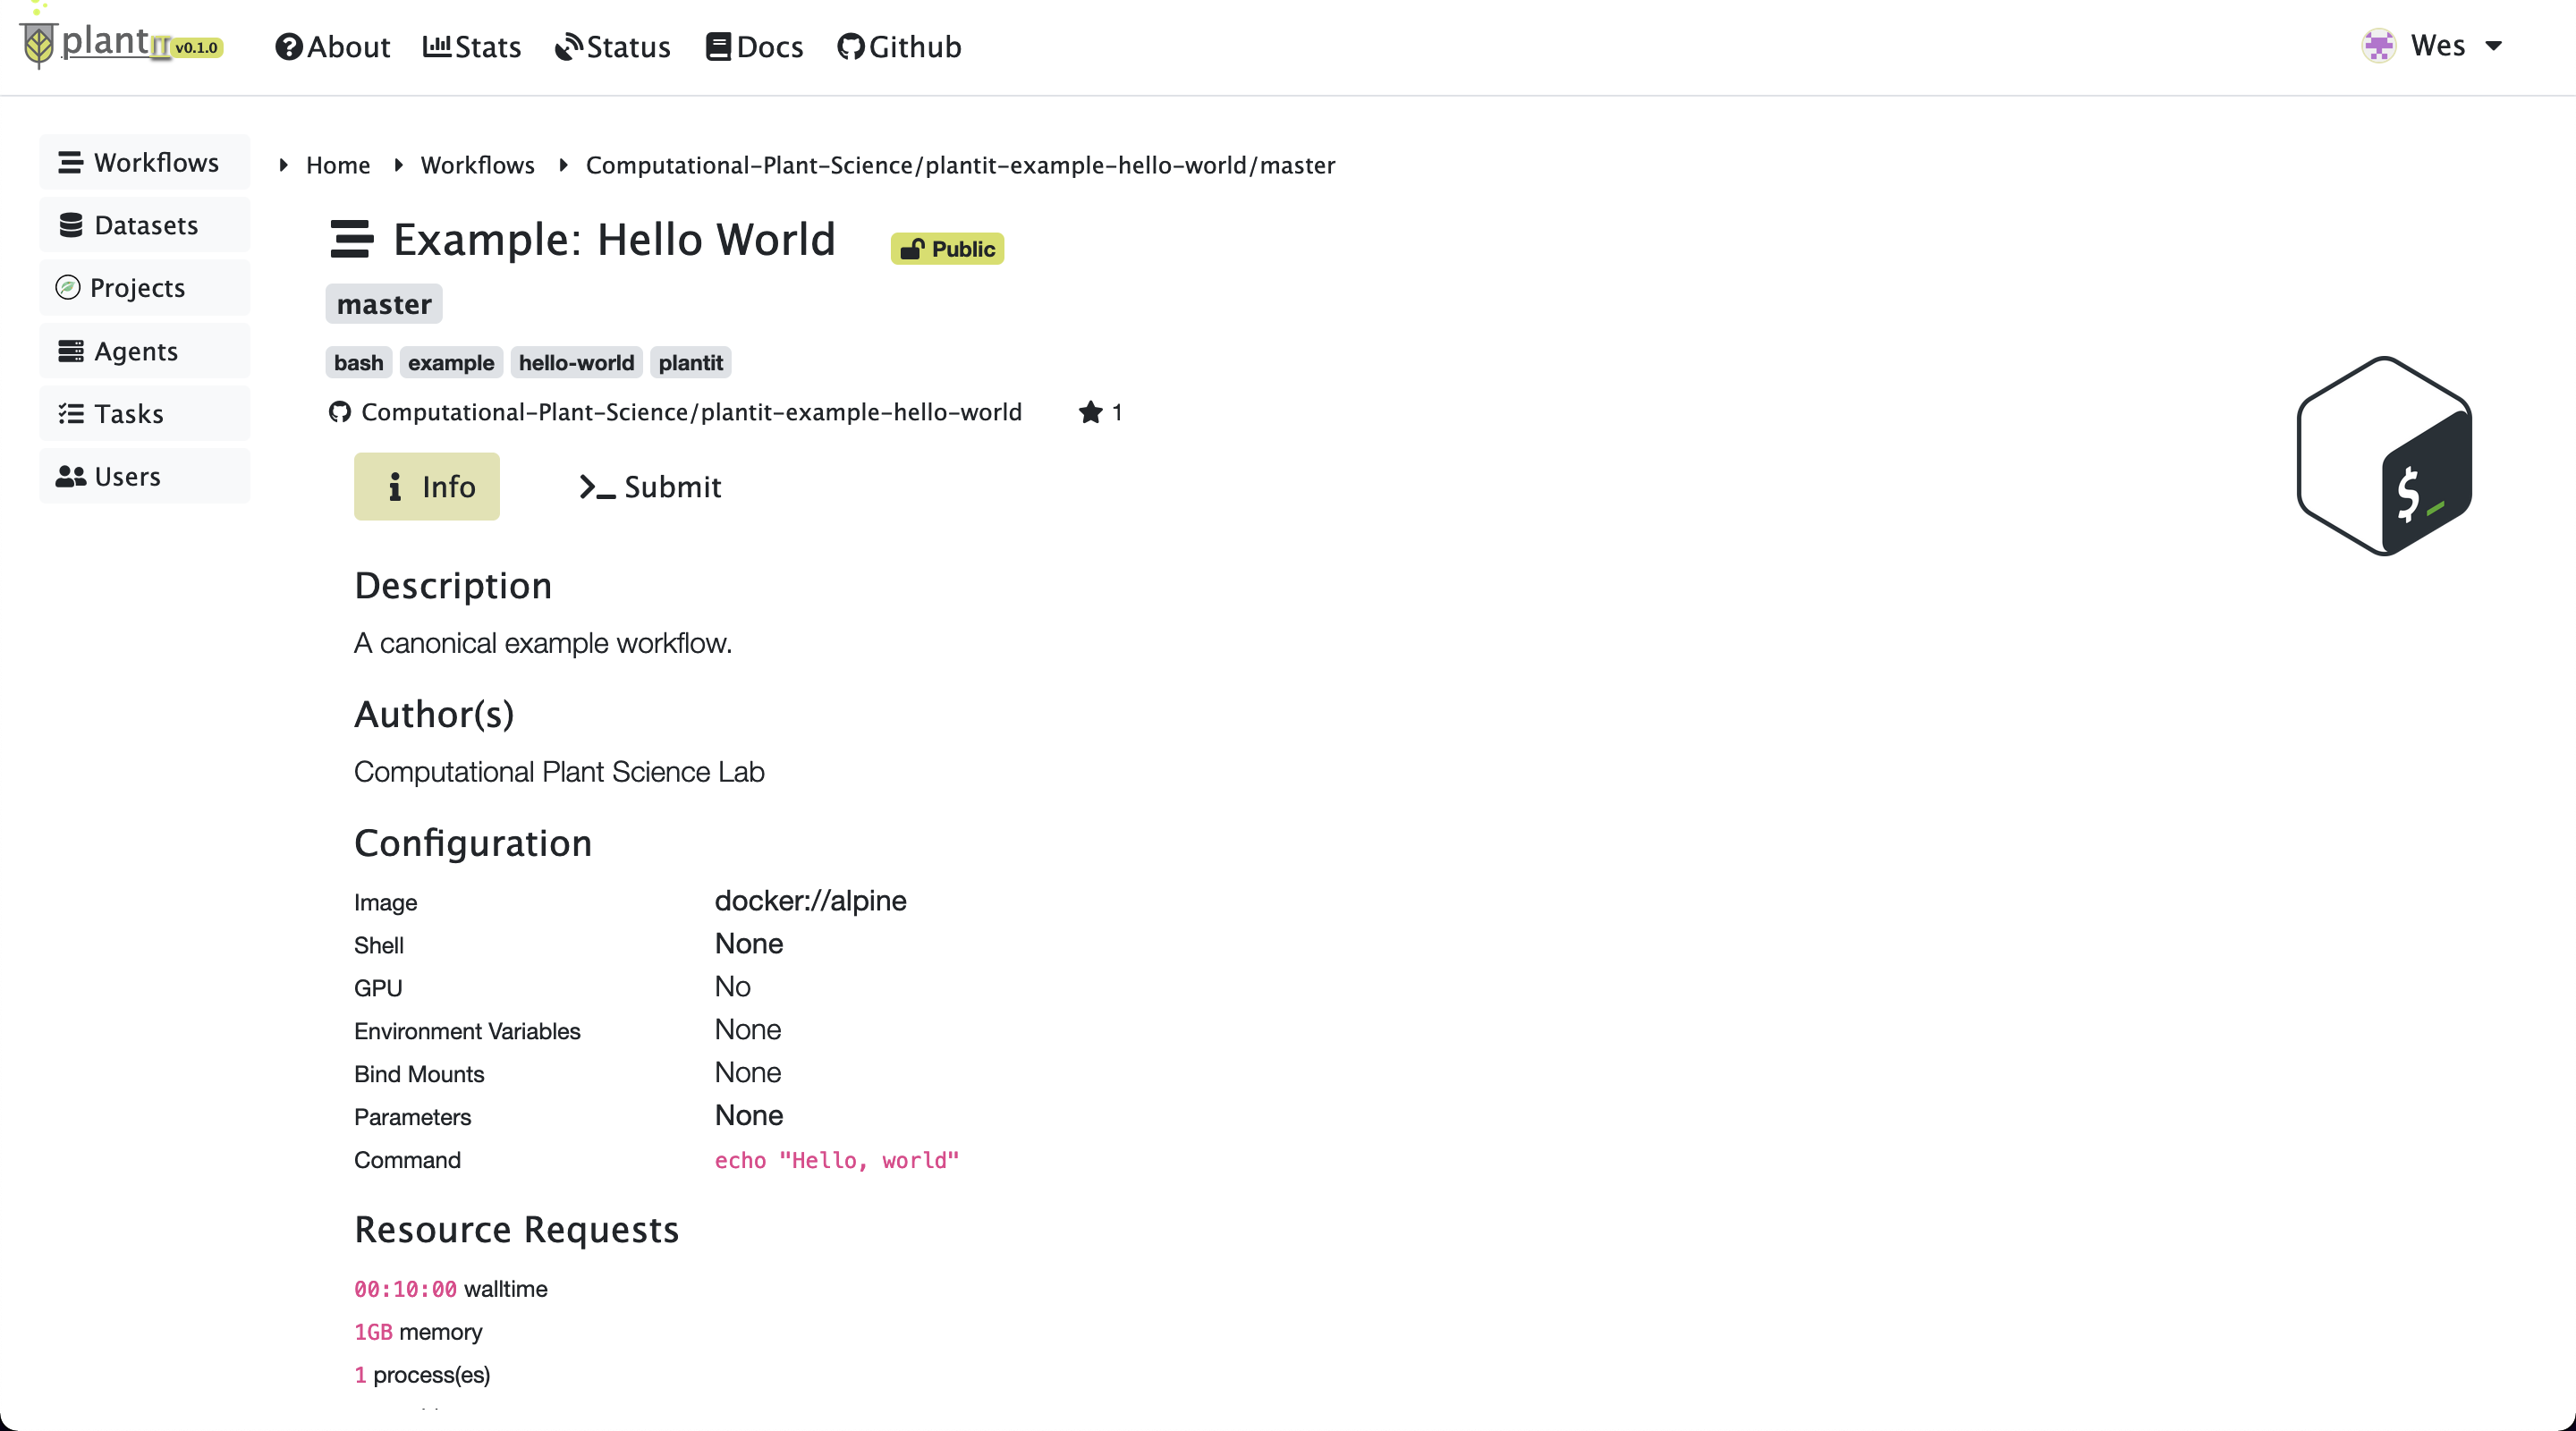 plantIT v0.1.0 About Stats Status Docs Github Wes
Workflows
Datasets
Projects
Agents
Tasks
Users
Home Workflows Computational-Plant-Science/plantit-example-hello-world/master
Example: Hello World Public
master
bash example hello-world plantit
Computational-Plant-Science/plantit-example-hello-world 1
Info >_ Submit
$_
Description
A canonical example workflow.
Author(s)
Computational Plant Science Lab
Configuration
Image docker://alpine
Shell None
GPU No
Environment Variables None
Bind Mounts None
Parameters None
Command echo "Hello, world"
Resource Requests
00:10:00 walltime
1GB memory
1 process(es)